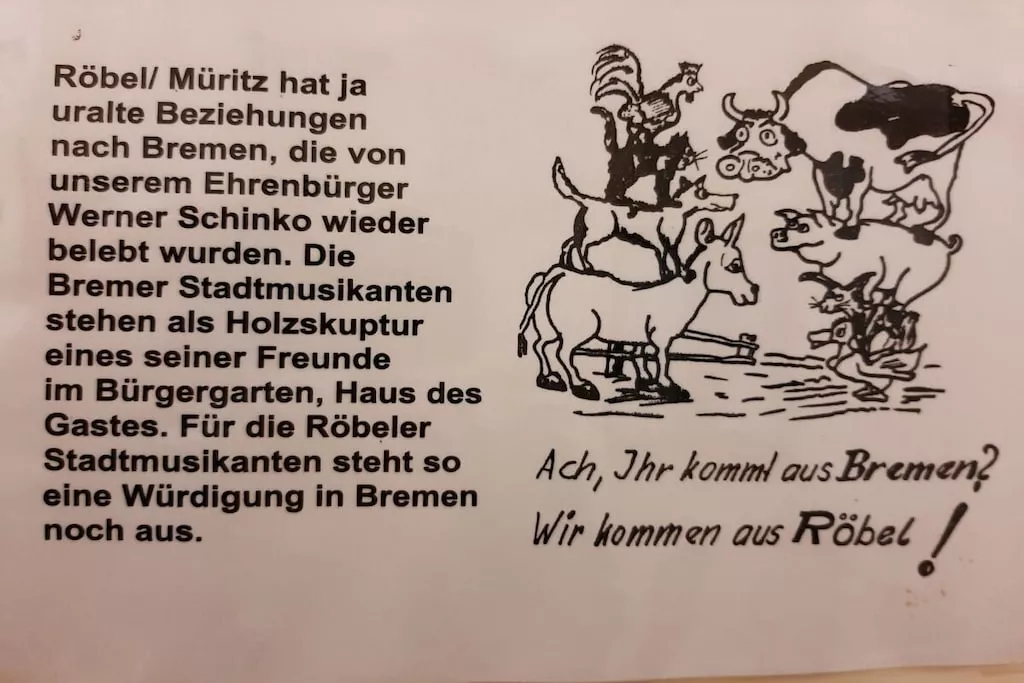 Röbel/ Müritz hat ja
uralte Beziehungen
nach Bremen, die von
unserem Ehrenbürger
Werner Schinko wieder
belebt wurden. Die
Bremer Stadtmusikanten
stehen als Holzskuptur
eines seiner Freunde
im Bürgergarten, Haus des
Gastes. Für die Röbeler
Stadtmusikanten steht so
eine Würdigung in Bremen
noch aus.
Ach, Ihr kommt aus Bremen?
Wir kommen aus Röbel!